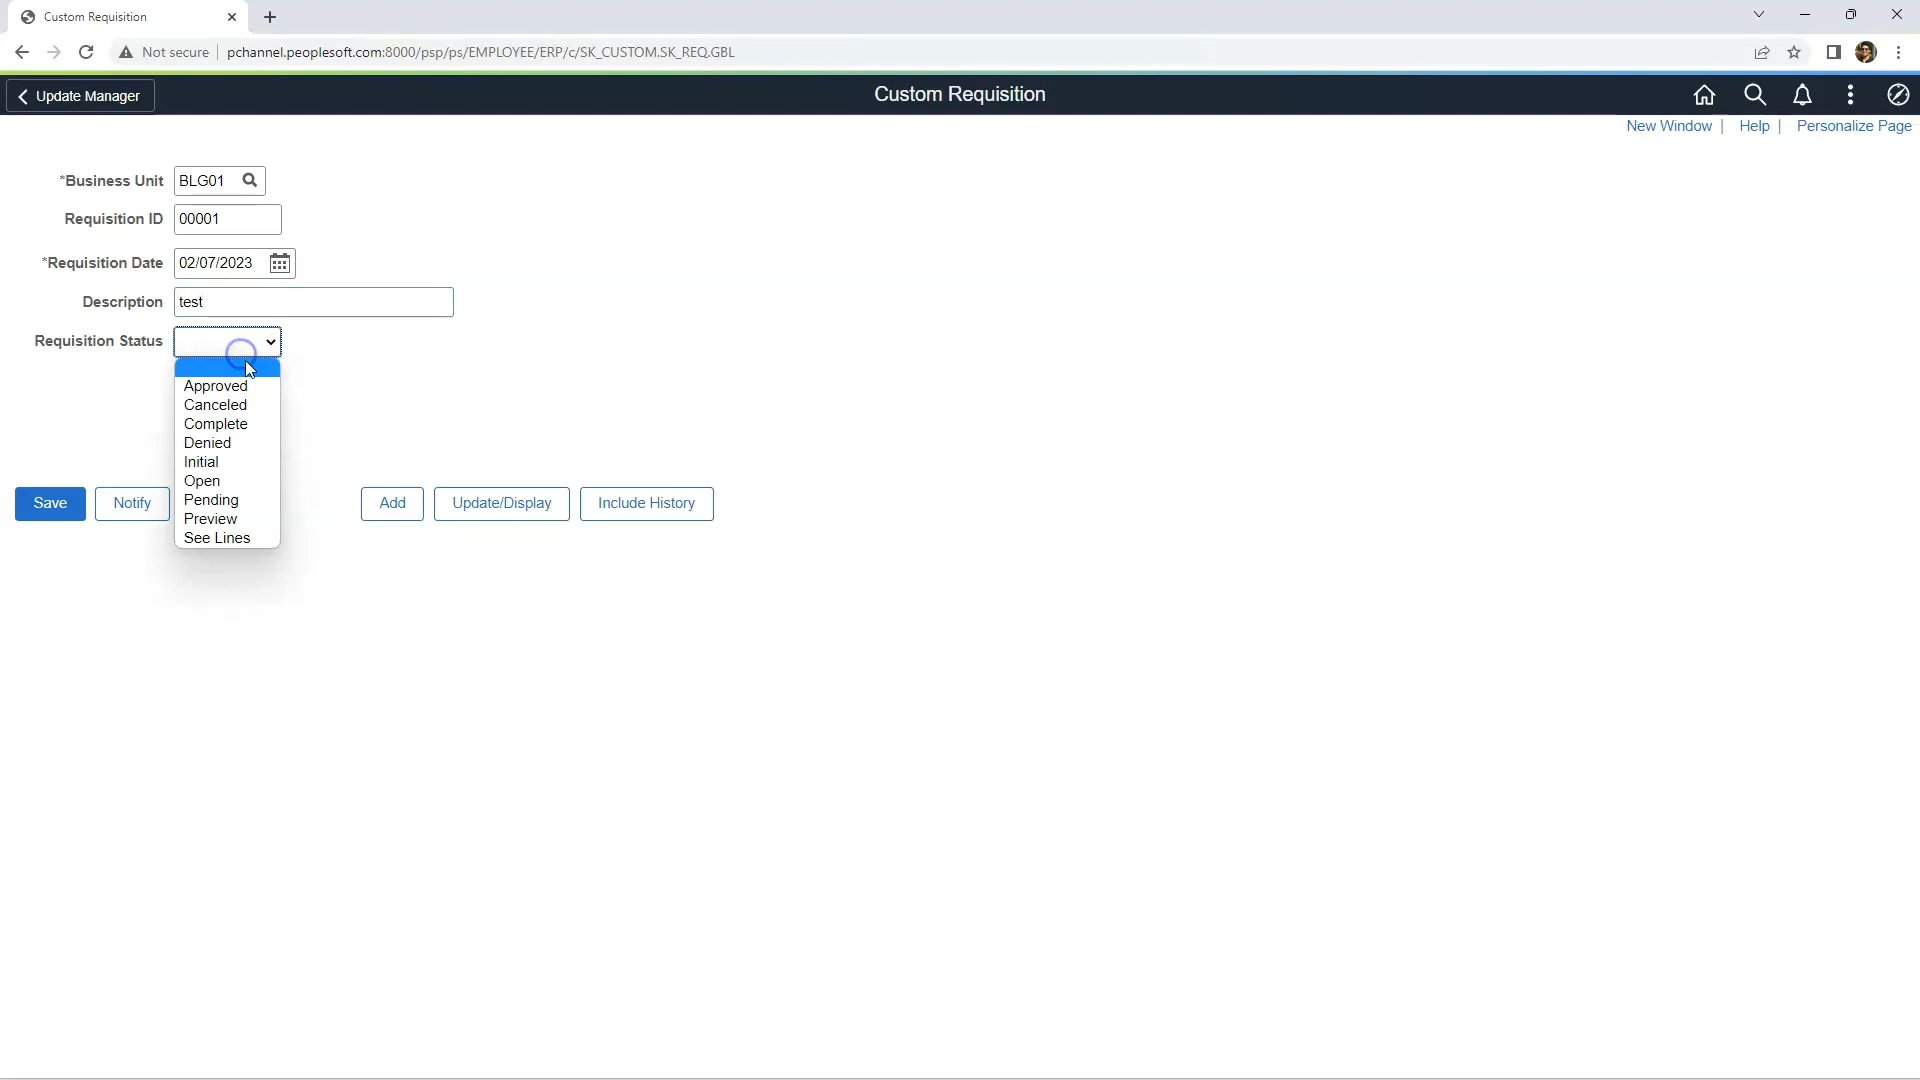 Custom Requisition
Not secure
pchannel.peoplesoft.com:8000/psp/ps/EMPLOYEE/ERP/c/SK_CUSTOM.SK_REQ.GBL
Update Manager
Custom Requisition
New Window | Help | Personalize Page
*Business Unit BLG01
Requisition ID 00001
*Requisition Date 02/07/2023
Description test
Requisition Status
Approved
Canceled
Complete
Denied
Initial
Open
Pending
Preview
See Lines
Save Notify Add Update/Display Include History